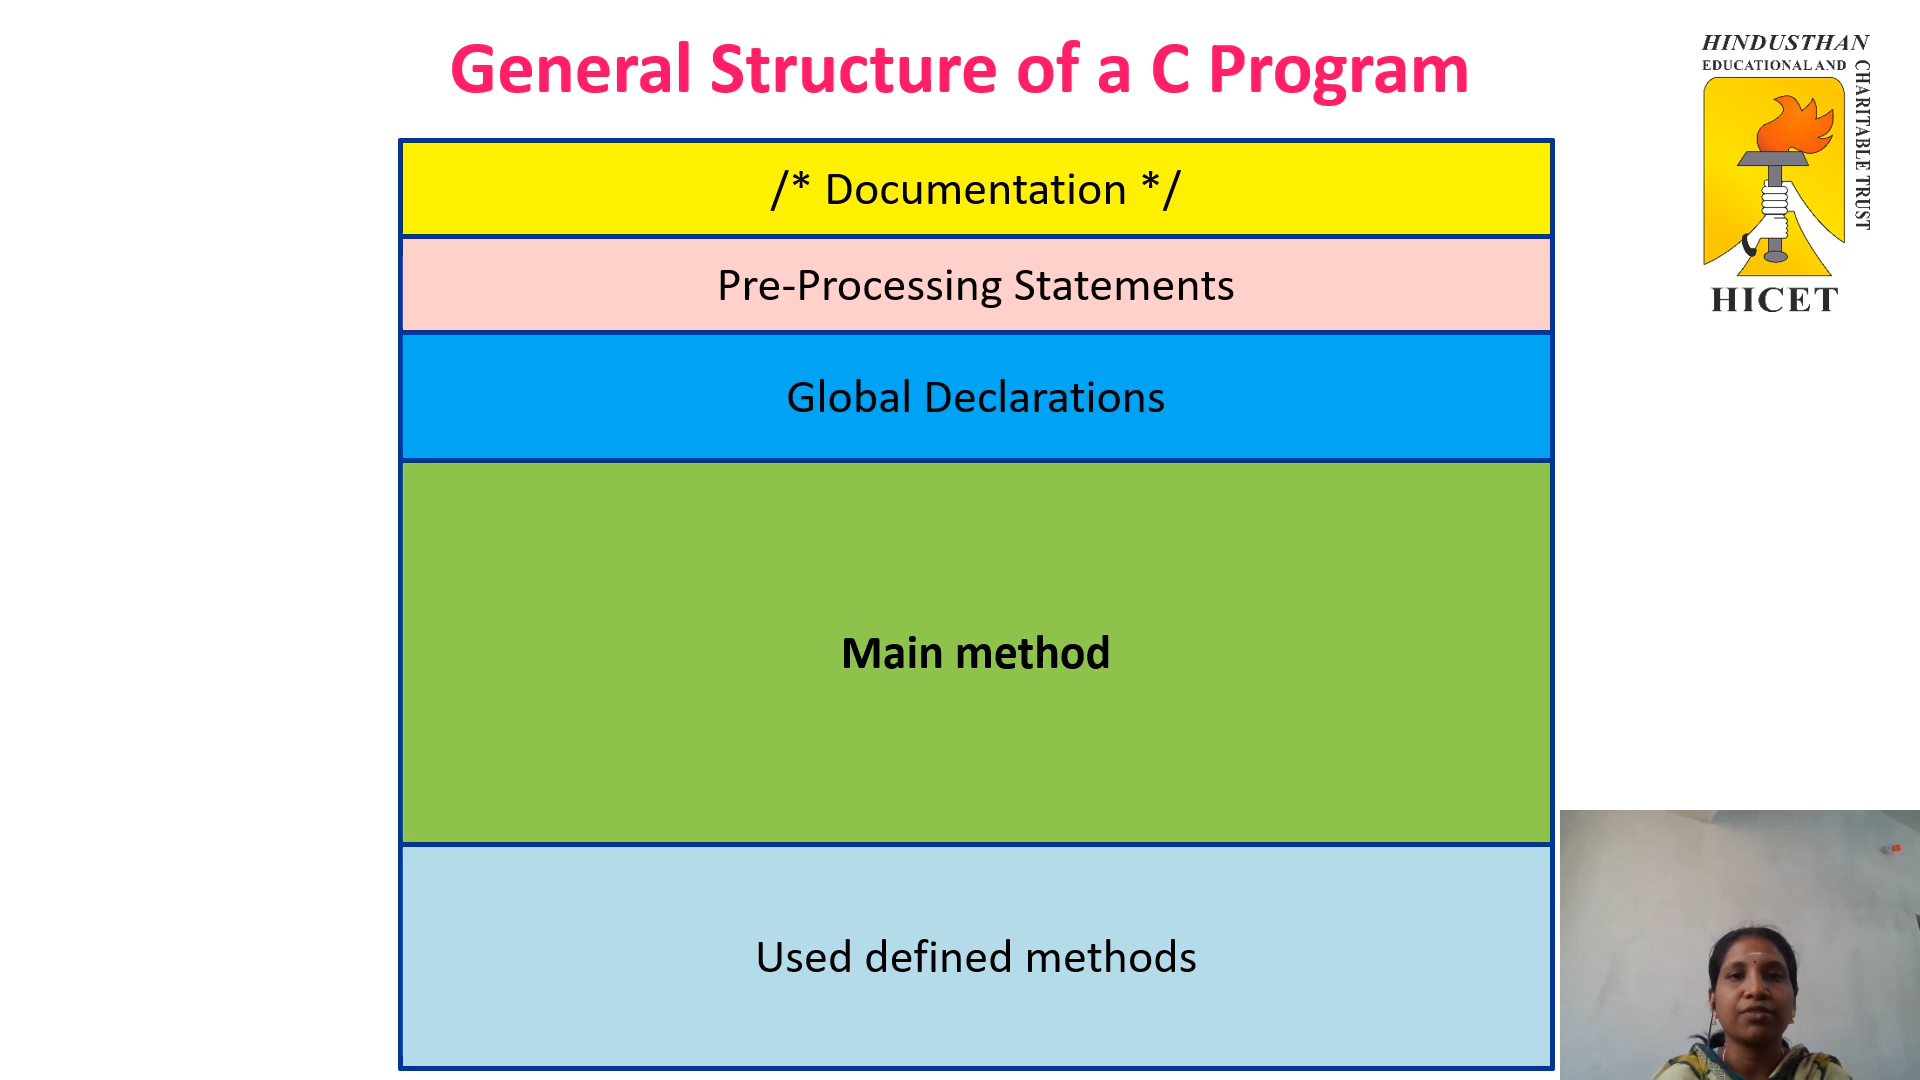 General Structure of a C Program
HINDUSTHAN
EDUCATIONAL AND
CHARITABLE TRUST
HICET
/* Documentation */
Pre-Processing Statements
Global Declarations
Main method
Used defined methods